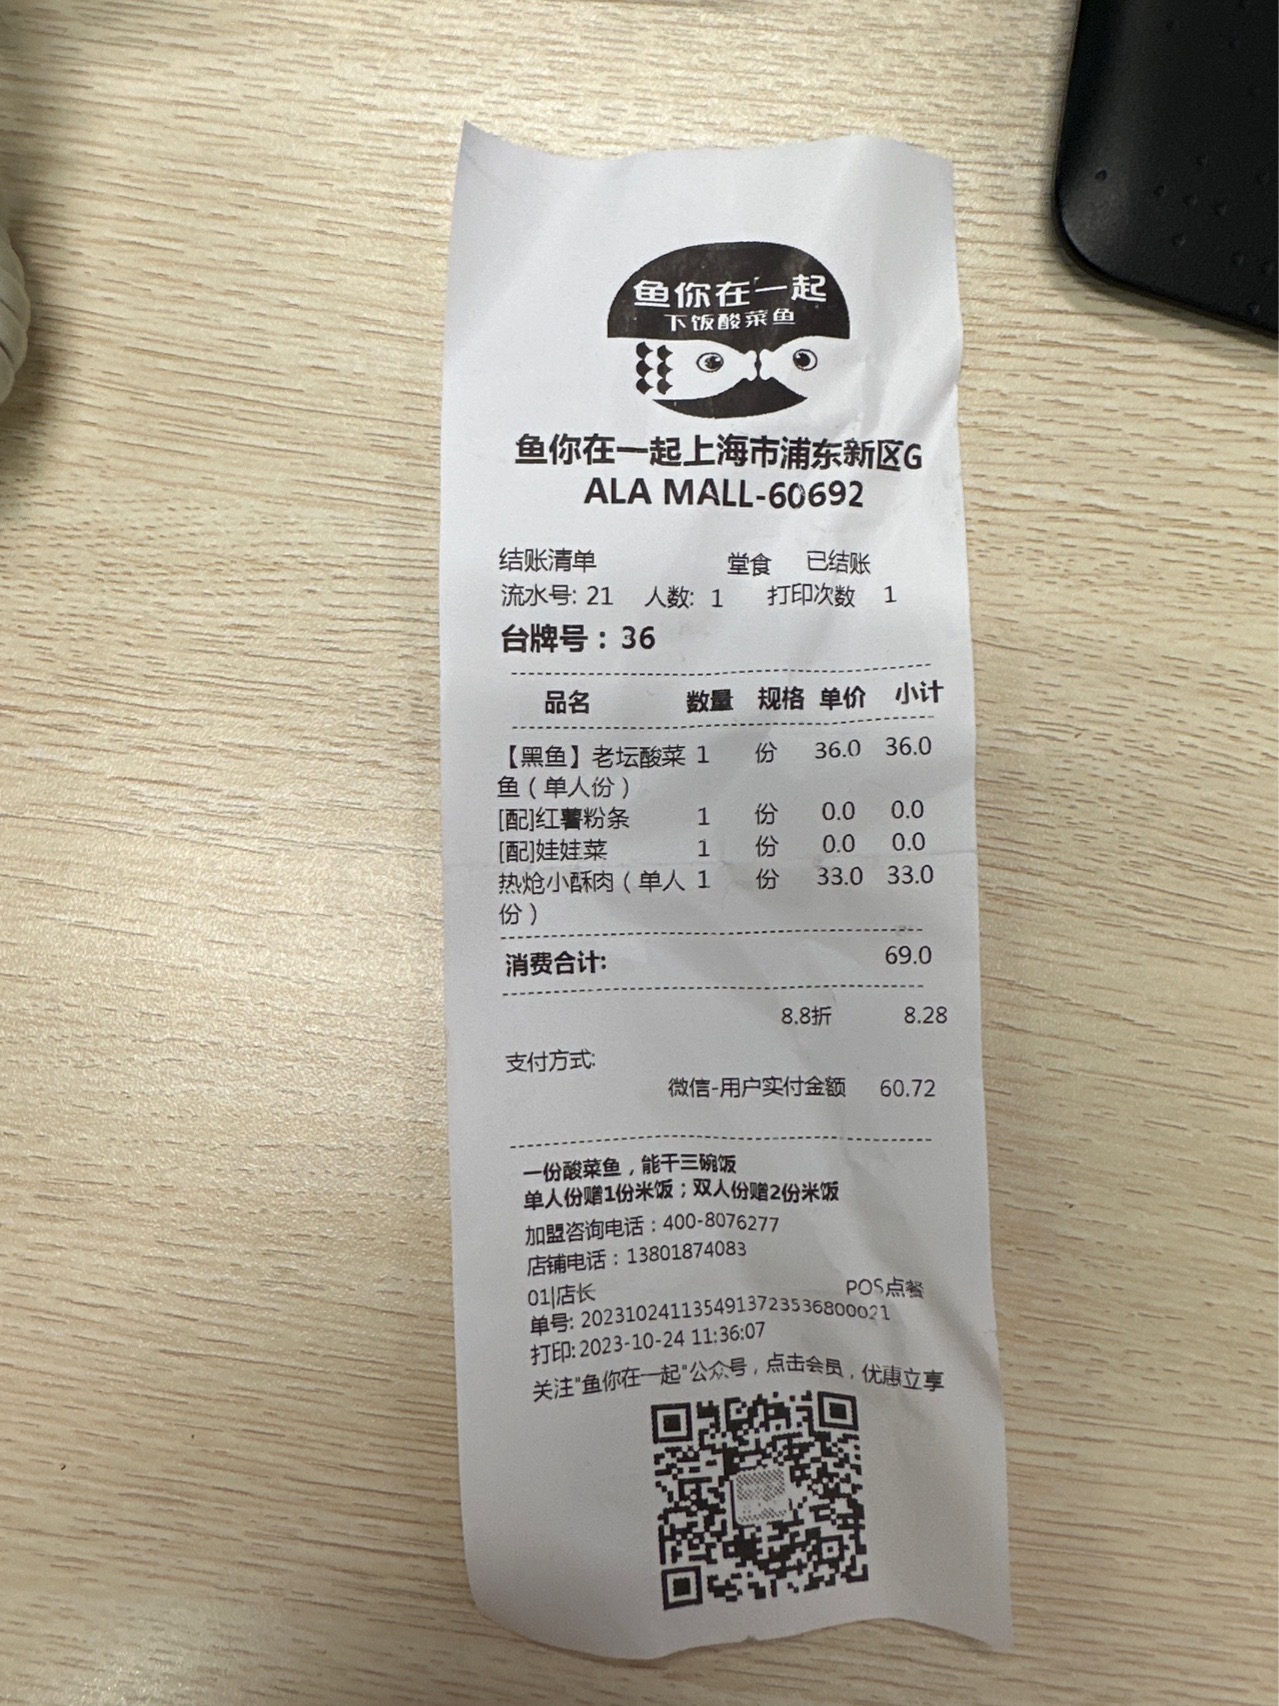 鱼你在一起
下饭酸菜鱼
鱼你在一起上海市浦东新区G
ALA MALL-60692
结账清单 堂食 已结账
流水号: 21 人数: 1 打印次数 1
台牌号：36
品名 数量 规格 单价 小计
【黑鱼】老坛酸菜 1 份 36.0 36.0
鱼（单人份）
[配]红薯粉条 1 份 0.0 0.0
[配]娃娃菜 1 份 0.0 0.0
热炝小酥肉（单人 1 份 33.0 33.0
份）
消费合计: 69.0
8.8折 8.28
支付方式:
微信-用户实付金额 60.72
一份酸菜鱼，能干三碗饭
单人份赠1份米饭；双人份赠2份米饭
加盟咨询电话：400-8076277
店铺电话：13801874083
01|店长 POS点餐
单号: 2023102411354913723536800021
打印: 2023-10-24 11:36:07
关注"鱼你在一起"公众号，点击会员，优惠立享